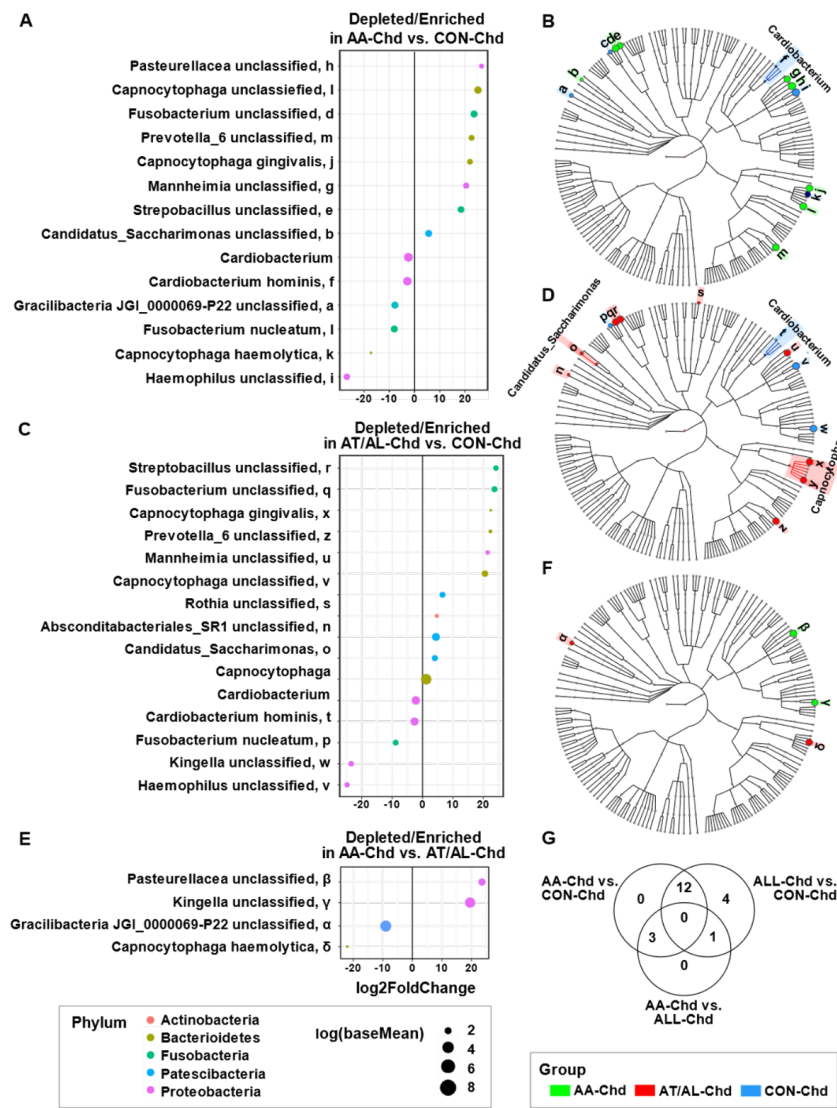 A
Depleted/Enriched
in AA-Chd vs. CON-Chd
Pasteurellacea unclassified, h
Capnocytophaga unclassiefied, l
Fusobacterium unclassified, d
Prevotella_6 unclassified, m
Capnocytophaga gingivalis, j
Mannheimia unclassified, g
Strepobacillus unclassified, e
Candidatus_Saccharimonas unclassified, b
Cardiobacterium
Cardiobacterium hominis, f
Gracilibacteria JGI_0000069-P22 unclassified, a
Fusobacterium nucleatum, l
Capnocytophaga haemolytica, k
Haemophilus unclassified, i
-20 -10 0 10 20
B
Cardiobacterium
a
b
cde
f
g h i
j
k
l
m
C
Depleted/Enriched
in AT/AL-Chd vs. CON-Chd
Streptobacillus unclassified, r
Fusobacterium unclassified, q
Capnocytophaga gingivalis, x
Prevotella_6 unclassified, z
Mannheimia unclassified, u
Capnocytophaga unclassified, v
Rothia unclassified, s
Absconditabacteriales_SR1 unclassified, n
Candidatus_Saccharimonas, o
Capnocytophaga
Cardiobacterium
Cardiobacterium hominis, t
Fusobacterium nucleatum, p
Kingella unclassified, w
Haemophilus unclassified, v
-20 -10 0 10 20
D
Candidatus_Saccharimonas
Cardiobacterium
n
o
pqr
s
t
u
v
w
x
y
z
E
Depleted/Enriched
in AA-Chd vs. AT/AL-Chd
Pasteurellacea unclassified, β
Kingella unclassified, γ
Gracilibacteria JGI_0000069-P22 unclassified, α
Capnocytophaga haemolytica, δ
-20 -10 0 10 20
log2FoldChange
F
α
β
γ
δ
G
AA-Chd vs.
CON-Chd
ALL-Chd vs.
CON-Chd
0 12 4
0
3 1
0
AA-Chd vs.
ALL-Chd
Phylum
Actinobacteria
Bacterioidetes
Fusobacteria
Patescibacteria
Proteobacteria
log(baseMean)
2
4
6
8
Group
AA-Chd AT/AL-Chd CON-Chd